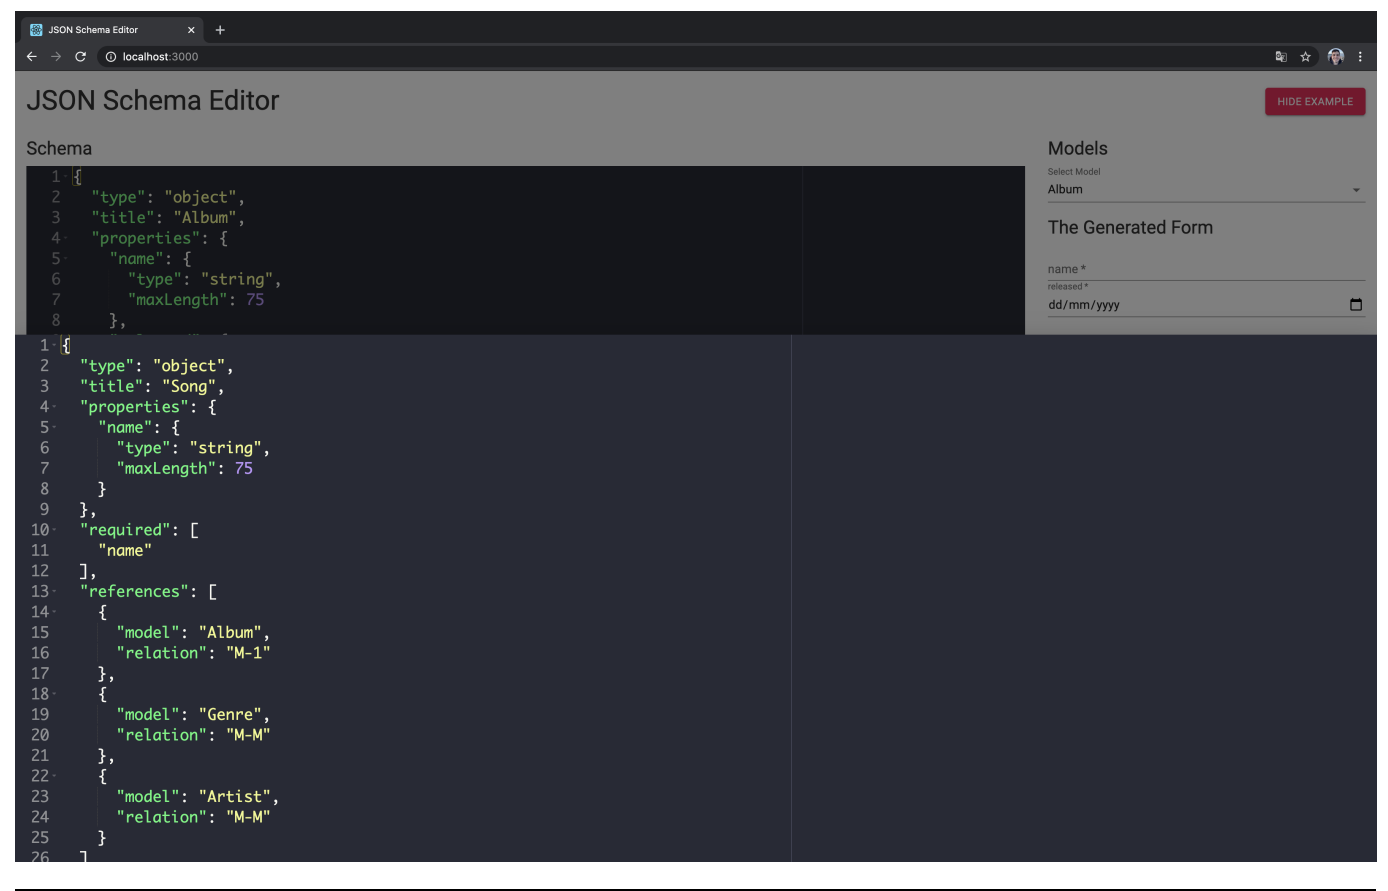 JSON Schema Editor
localhost:3000
JSON Schema Editor
HIDE EXAMPLE
Schema
1 {
2 "type": "object",
3 "title": "Album",
4 "properties": {
5 "name": {
6 "type": "string",
7 "maxLength": 75
8 },
Models
Select Model
Album
The Generated Form
name *
released *
dd/mm/yyyy
1 {
2 "type": "object",
3 "title": "Song",
4 "properties": {
5 "name": {
6 "type": "string",
7 "maxLength": 75
8 }
9 },
10 "required": [
11 "name"
12 ],
13 "references": [
14 {
15 "model": "Album",
16 "relation": "M-1"
17 },
18 {
19 "model": "Genre",
20 "relation": "M-M"
21 },
22 {
23 "model": "Artist",
24 "relation": "M-M"
25 }
26 ]